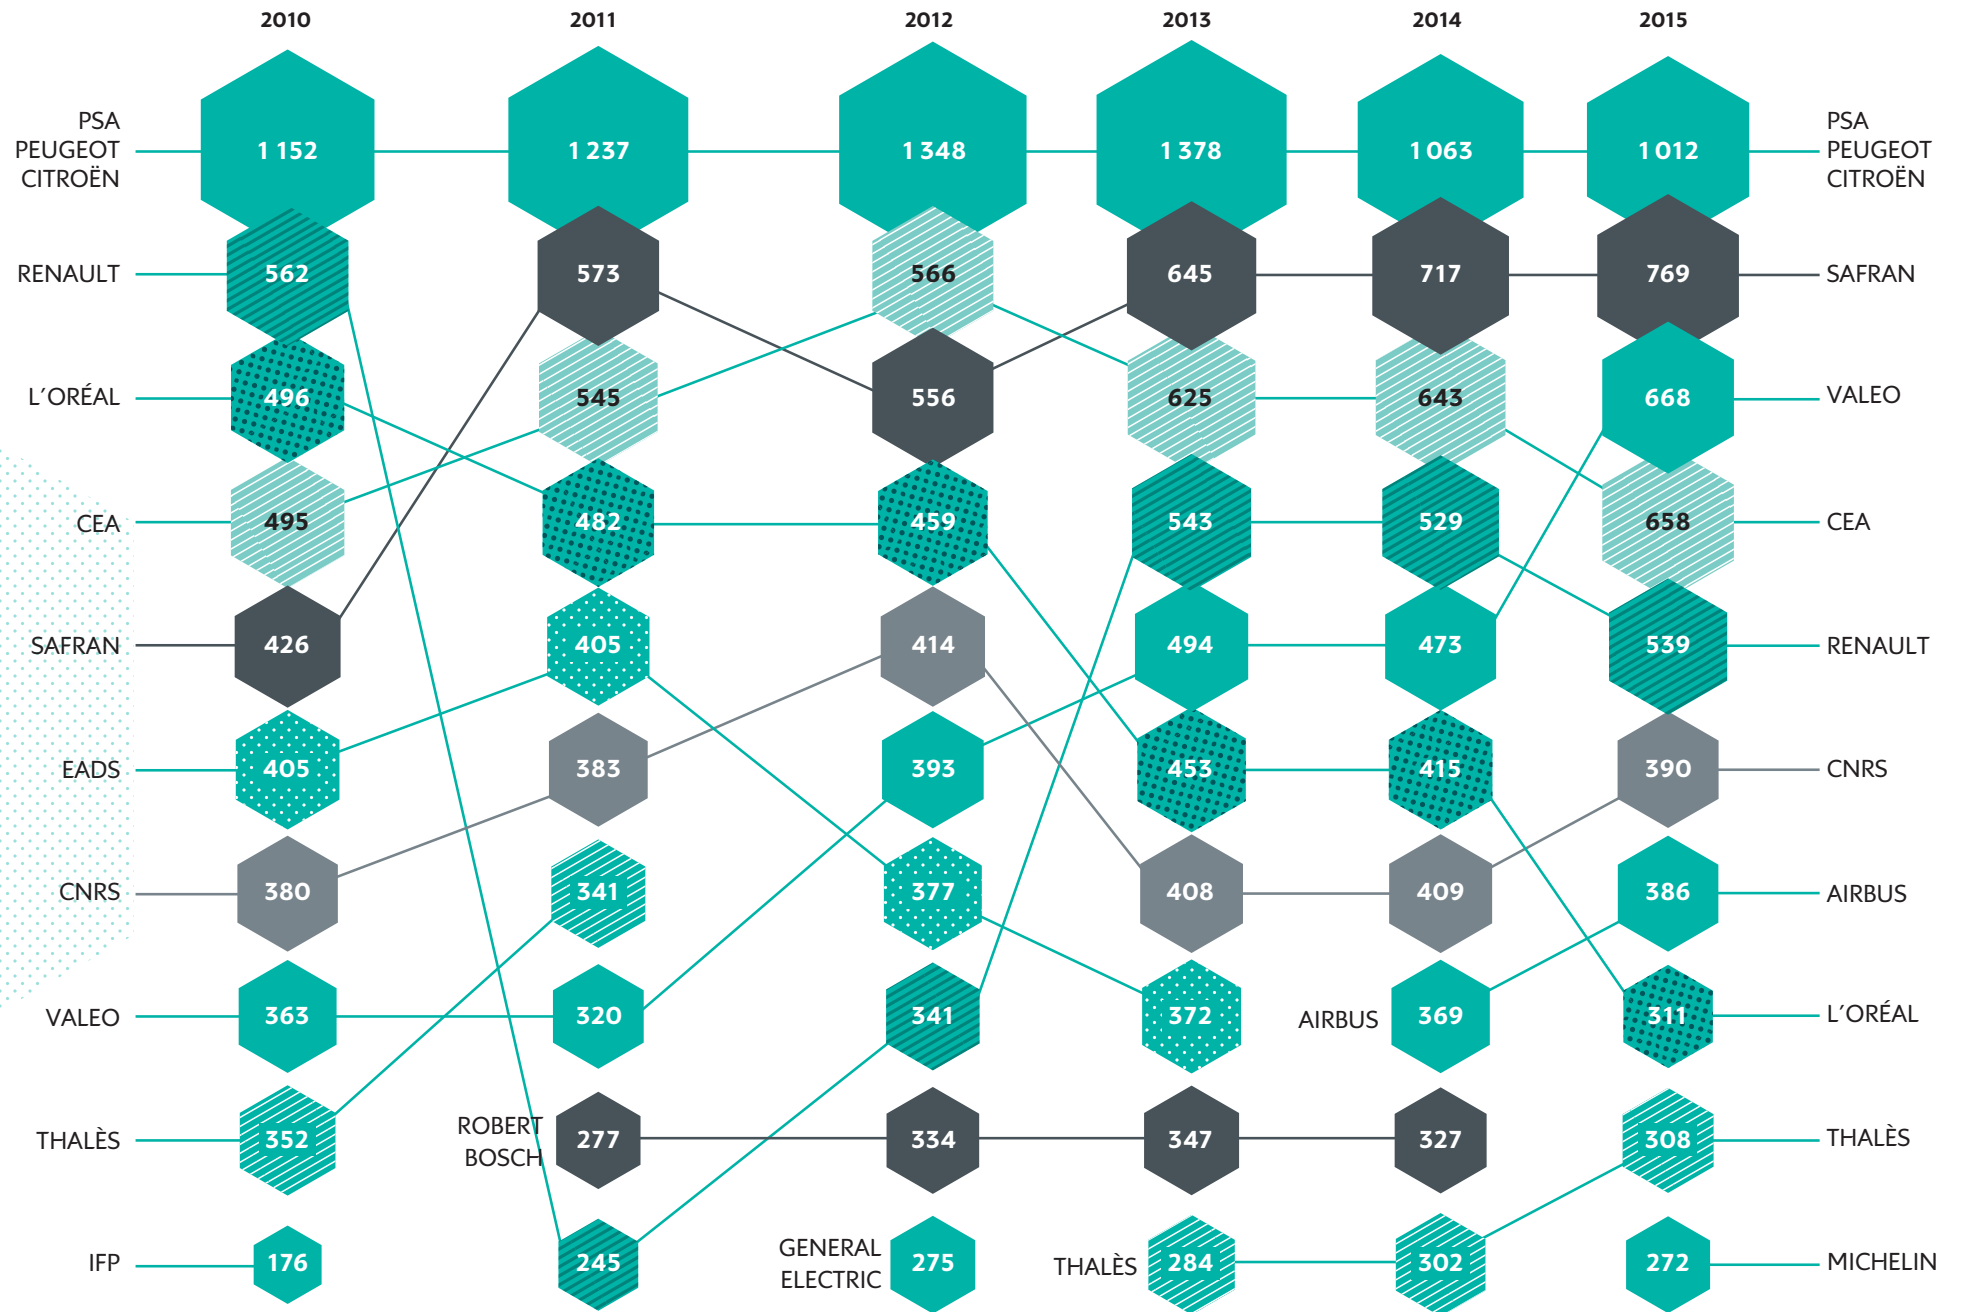 2010 2011 2012 2013 2014 2015
PSA
PEUGEOT
CITROËN
1 152 1 237 1 348 1 378 1 063 1 012
PSA
PEUGEOT
CITROËN
RENAULT 562 573 566 645 717 769 SAFRAN
L'ORÉAL 496 545 556 625 643 668 VALEO
CEA 495 482 459 543 529 658 CEA
SAFRAN 426 405 414 494 473 539 RENAULT
EADS 405 383 393 453 415 390 CNRS
CNRS 380 341 377 408 409 386 AIRBUS
VALEO 363 320 341 372 AIRBUS 369 311 L'ORÉAL
THALÈS 352 ROBERT
BOSCH 277 334 347 327 308 THALÈS
IFP 176 245 GENERAL
ELECTRIC 275 THALÈS 284 302 272 MICHELIN